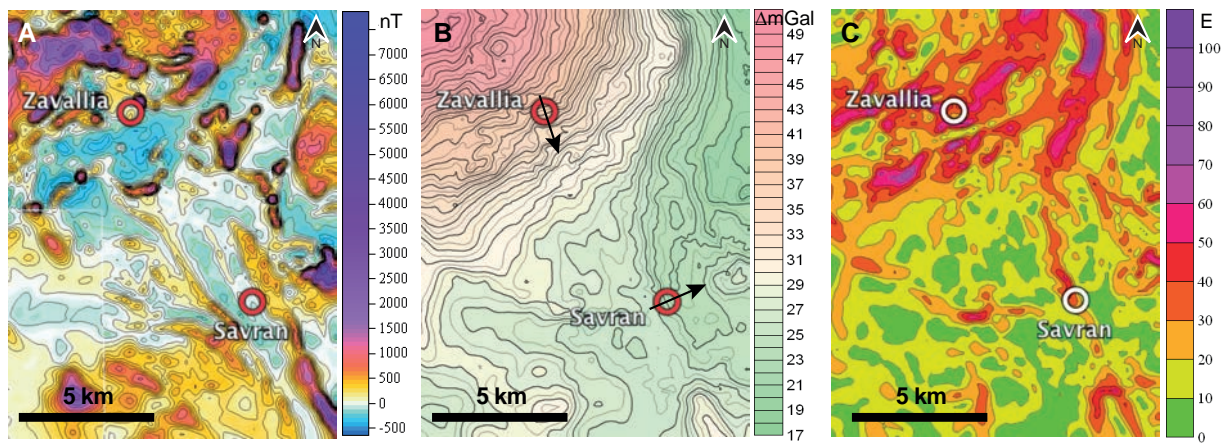 A
N
Zavallia
Savran
5 km
nT
7000
6500
6000
5500
5000
4500
4000
3500
3000
2500
2000
1500
1000
500
0
-500
B
N
Zavallia
Savran
5 km
ΔmGal
49
47
45
43
41
39
37
35
33
31
29
27
25
23
21
19
17
C
N
Zavallia
Savran
5 km
E
100
90
80
70
60
50
40
30
20
10
0